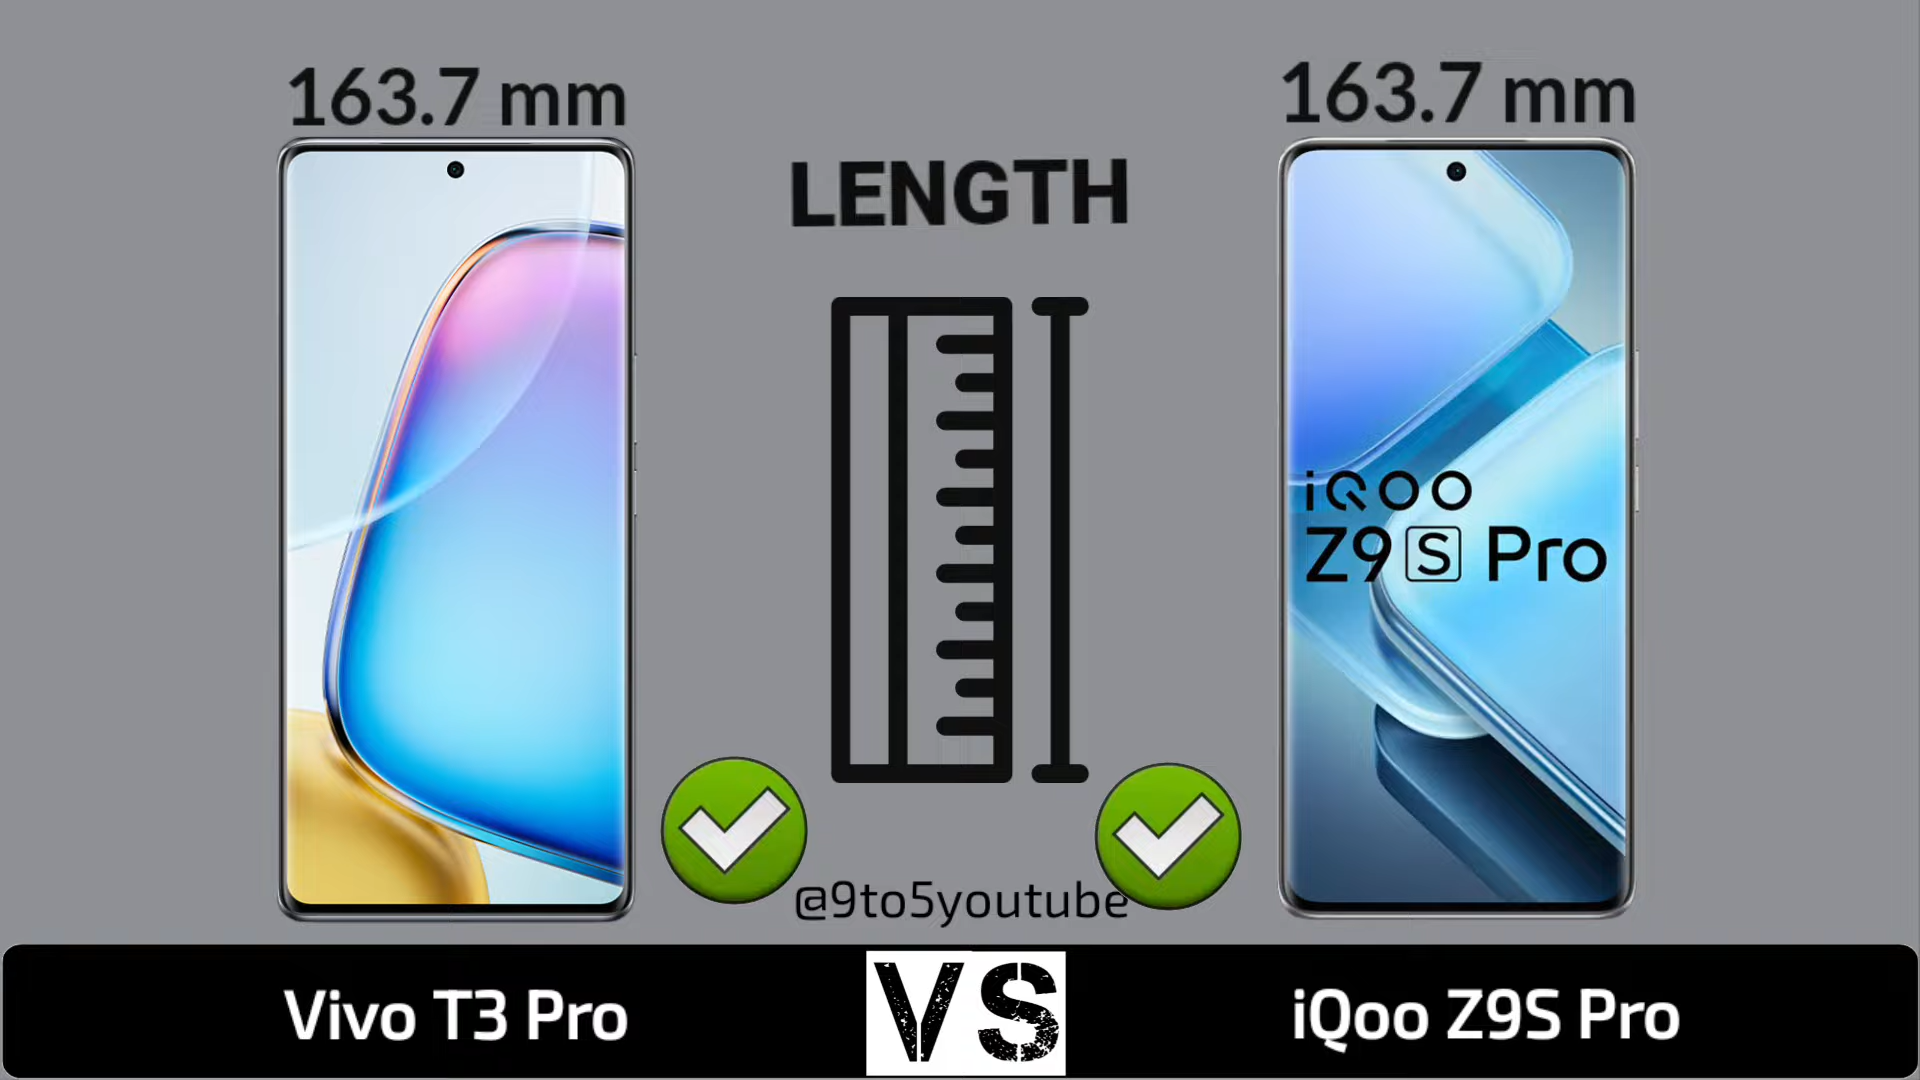 163.7 mm
163.7 mm
LENGTH
iQOO
Z9S Pro
@9to5youtube
Vivo T3 Pro
VS
iQoo Z9S Pro